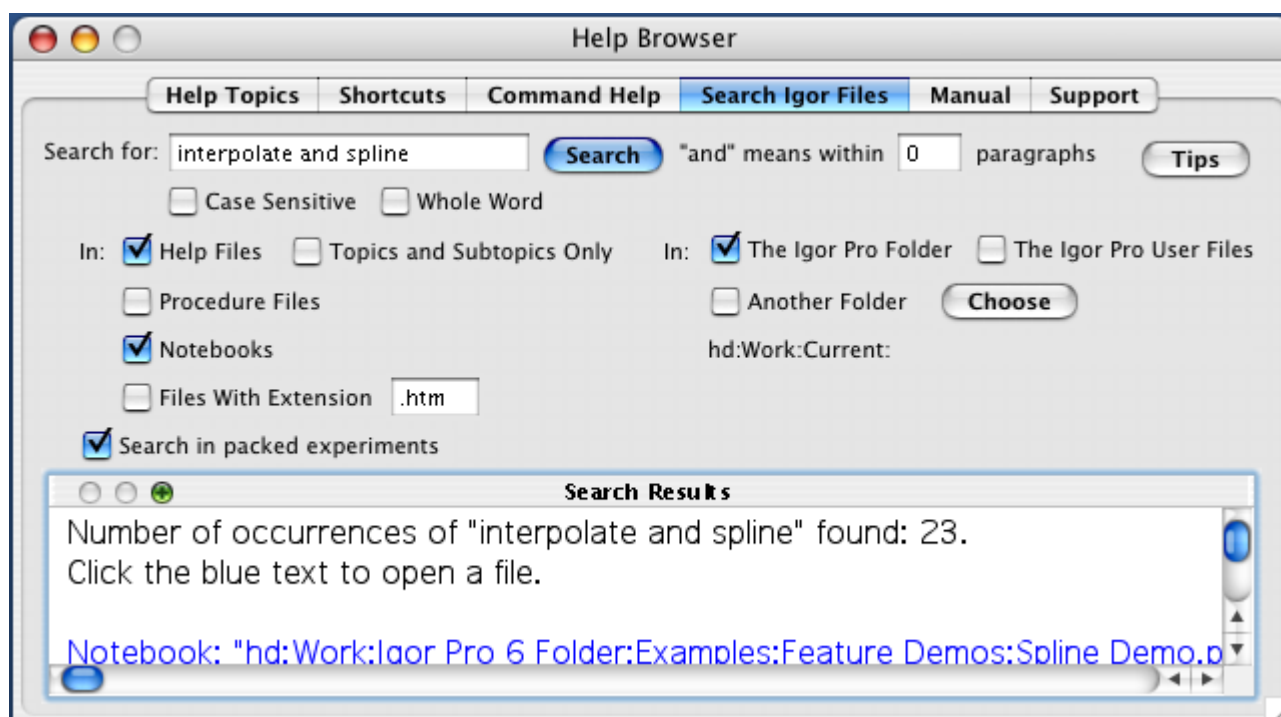 Help Browser
Help Topics Shortcuts Command Help Search Igor Files Manual Support
Search for: interpolate and spline Search "and" means within 0 paragraphs Tips
Case Sensitive Whole Word
In: Help Files Topics and Subtopics Only In: The Igor Pro Folder The Igor Pro User Files
Procedure Files Another Folder Choose
Notebooks hd:Work:Current:
Files With Extension .htm
Search in packed experiments
Search Results
Number of occurrences of "interpolate and spline" found: 23.
Click the blue text to open a file.
Notebook: "hd:Work:Igor Pro 6 Folder:Examples:Feature Demos:Spline Demo.p